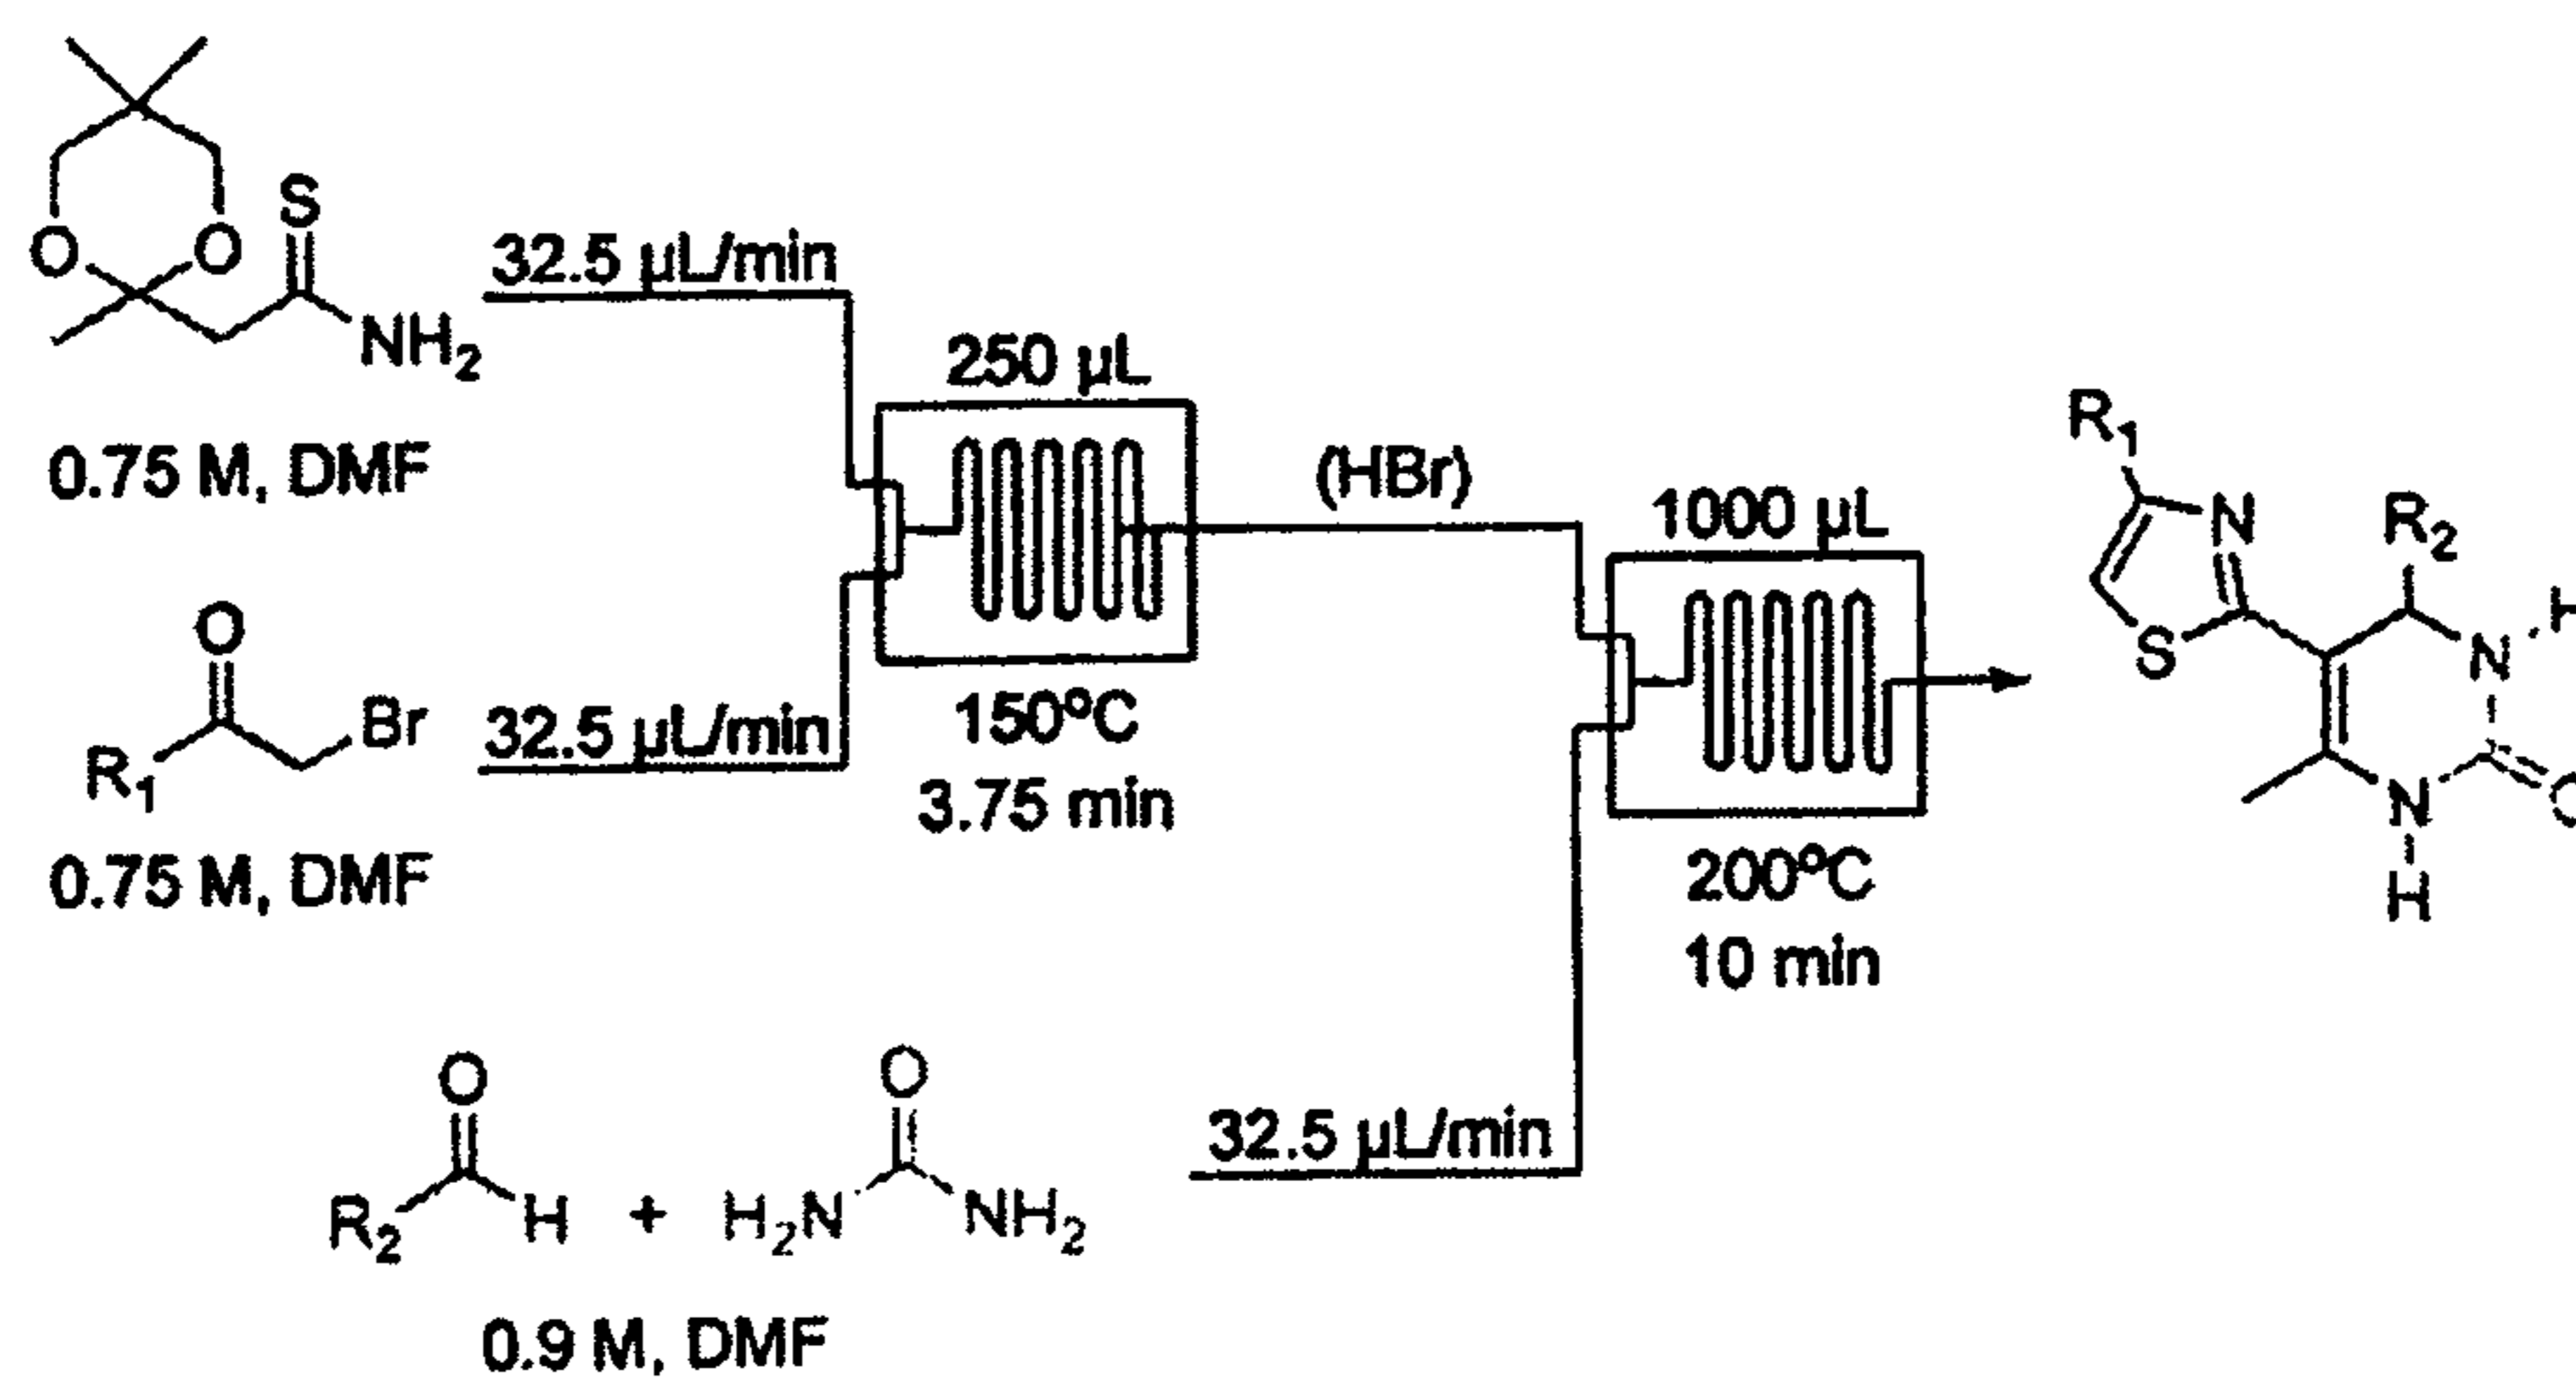 O O
S
NH2
0.75 M, DMF
32.5 µL/min
250 µL
150°C
3.75 min
O
R1
Br
0.75 M, DMF
32.5 µL/min
(HBr)
1000 µL
200°C
10 min
O
R2 H + H2N
O
NH2
0.9 M, DMF
32.5 µL/min
R1
N
S
R2
N
N
H